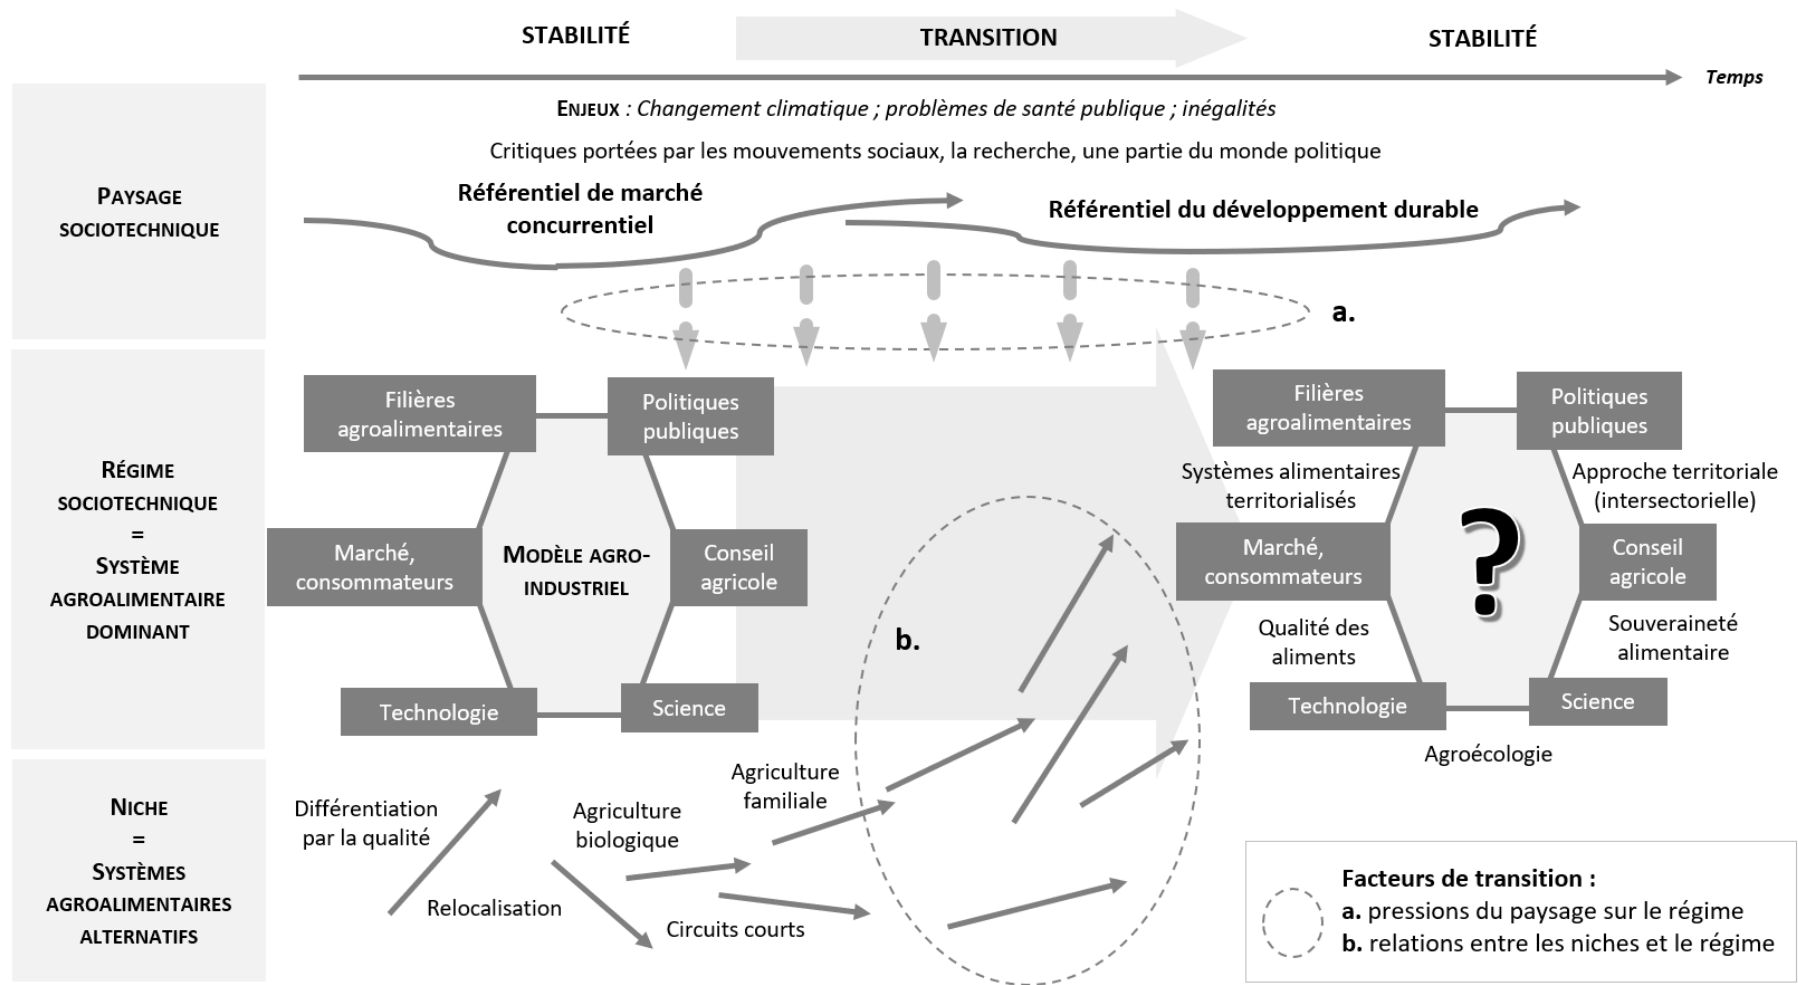 STABILITÉ
TRANSITION
STABILITÉ
Temps
ENJEUX : Changement climatique ; problèmes de santé publique ; inégalités
Critiques portées par les mouvements sociaux, la recherche, une partie du monde politique
PAYSAGE
SOCIOTECHNIQUE
Référentiel de marché
concurrentiel
Référentiel du développement durable
a.
RÉGIME
SOCIOTECHNIQUE
=
SYSTÈME
AGROALIMENTAIRE
DOMINANT
Filières
agroalimentaires
Politiques
publiques
Marché,
consommateurs
MODÈLE AGRO-
INDUSTRIEL
Conseil
agricole
Technologie
Science
b.
Filières
agroalimentaires
Politiques
publiques
Systèmes alimentaires
territorialisés
Approche territoriale
(intersectorielle)
Marché,
consommateurs
?
Conseil
agricole
Qualité des
aliments
Souveraineté
alimentaire
Technologie
Science
Agroécologie
NICHE
=
SYSTÈMES
AGROALIMENTAIRES
ALTERNATIFS
Différentiation
par la qualité
Relocalisation
Agriculture
biologique
Agriculture
familiale
Circuits courts
Facteurs de transition :
a. pressions du paysage sur le régime
b. relations entre les niches et le régime